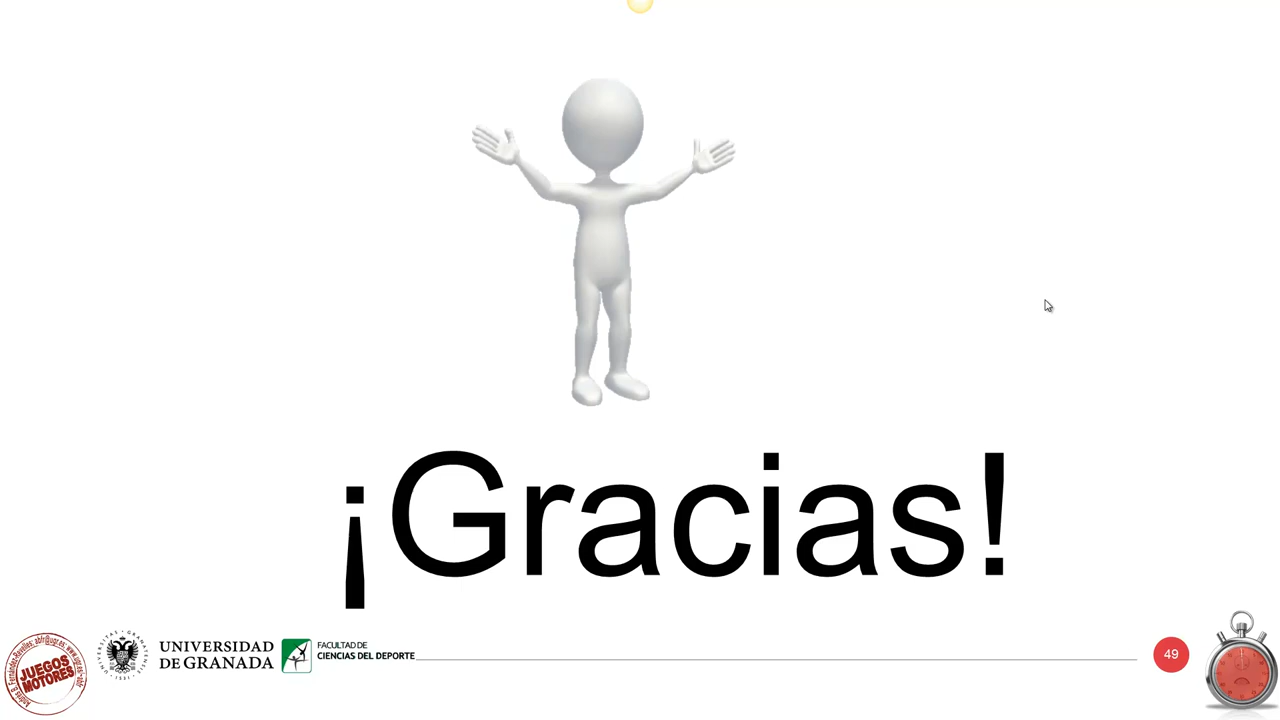 ¡Gracias!
JUEGOS
MOTORES
UNIVERSIDAD
DE GRANADA
FACULTAD DE
CIENCIAS DEL DEPORTE
49